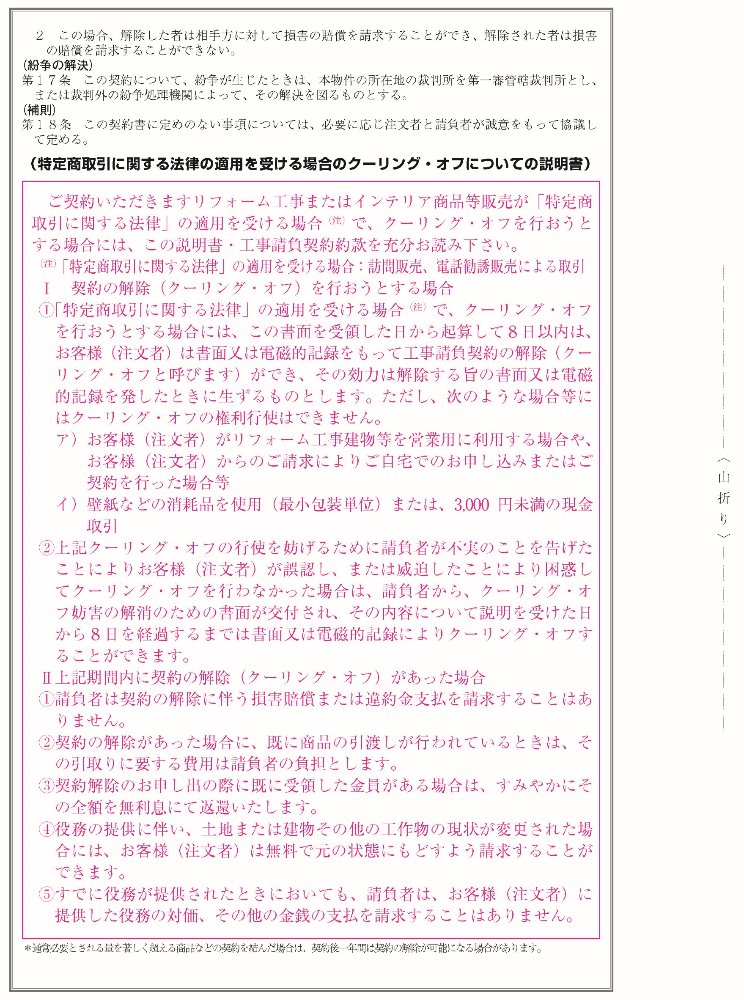 ２　この場合、解除した者は相手方に対して損害の賠償を請求することができ、解除された者は損害
の賠償を請求することができない。
(紛争の解決)
第１７条　この契約について、紛争が生じたときは、本物件の所在地の裁判所を第一審管轄裁判所とし、
または裁判外の紛争処理機関によって、その解決を図るものとする。
(補則)
第１８条　この契約書に定めのない事項については、必要に応じ注文者と請負者が誠意をもって協議し
て定める。
（特定商取引に関する法律の適用を受ける場合のクーリング・オフについての説明書）
ご契約いただきますリフォーム工事またはインテリア商品等販売が「特定商
取引に関する法律」の適用を受ける場合（注）で、クーリング・オフを行おうと
する場合には、この説明書・工事請負契約約款を充分お読み下さい。
（注）「特定商取引に関する法律」の適用を受ける場合：訪問販売、電話勧誘販売による取引
Ⅰ　契約の解除（クーリング・オフ）を行おうとする場合
①「特定商取引に関する法律」の適用を受ける場合（注）で、クーリング・オフ
を行おうとする場合には、この書面を受領した日から起算して８日以内は、
お客様（注文者）は書面又は電磁的記録をもって工事請負契約の解除（クー
リング・オフと呼びます）ができ、その効力は解除する旨の書面又は電磁
的記録を発したときに生ずるものとします。ただし、次のような場合等に
はクーリング・オフの権利行使はできません。
ア）お客様（注文者）がリフォーム工事建物等を営業用に利用する場合や、
お客様（注文者）からのご請求によりご自宅でのお申し込みまたはご
契約を行った場合等
イ）壁紙などの消耗品を使用（最小包装単位）または、3,000 円未満の現金
取引
②上記クーリング・オフの行使を妨げるために請負者が不実のことを告げた
ことによりお客様（注文者）が誤認し、または威迫したことにより困惑し
てクーリング・オフを行わなかった場合は、請負者から、クーリング・オ
フ妨害の解消のための書面が交付され、その内容について説明を受けた日
から８日を経過するまでは書面又は電磁的記録によりクーリング・オフす
ることができます。
Ⅱ上記期間内に契約の解除（クーリング・オフ）があった場合
①請負者は契約の解除に伴う損害賠償または違約金支払を請求することはあ
りません。
②契約の解除があった場合に、既に商品の引渡しが行われているときは、そ
の引取りに要する費用は請負者の負担とします。
③契約解除のお申し出の際に既に受領した金員がある場合は、すみやかにそ
の全額を無利息にて返還いたします。
④役務の提供に伴い、土地または建物その他の工作物の現状が変更された場
合には、お客様（注文者）は無料で元の状態にもどすよう請求することが
できます。
⑤すでに役務が提供されたときにおいても、請負者は、お客様（注文者）に
提供した役務の対価、その他の金銭の支払を請求することはありません。
＊通常必要とされる量を著しく超える商品などの契約を結んだ場合は、契約後一年間は契約の解除が可能になる場合があります。
〈山折り〉